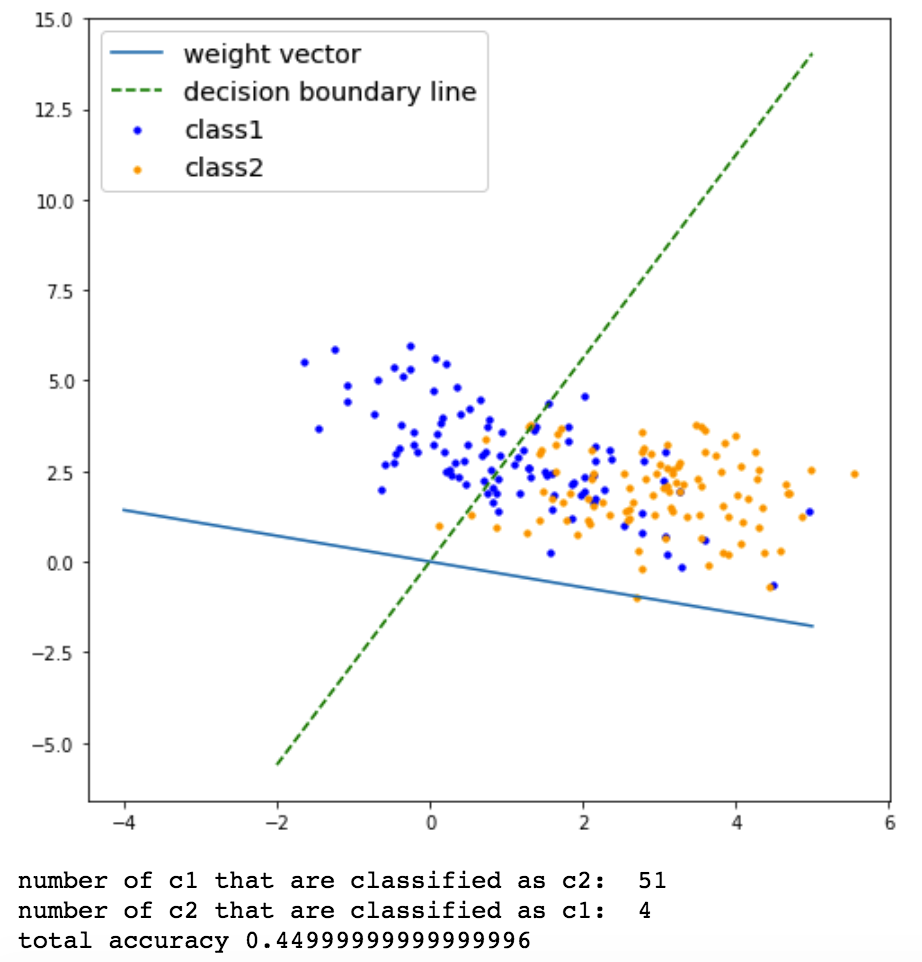 15.0
12.5
10.0
7.5
5.0
2.5
0.0
−2.5
−5.0
weight vector
decision boundary line
class1
class2
−4 −2 0 2 4 6
number of c1 that are classified as c2: 51
number of c2 that are classified as c1: 4
total accuracy 0.44999999999999996